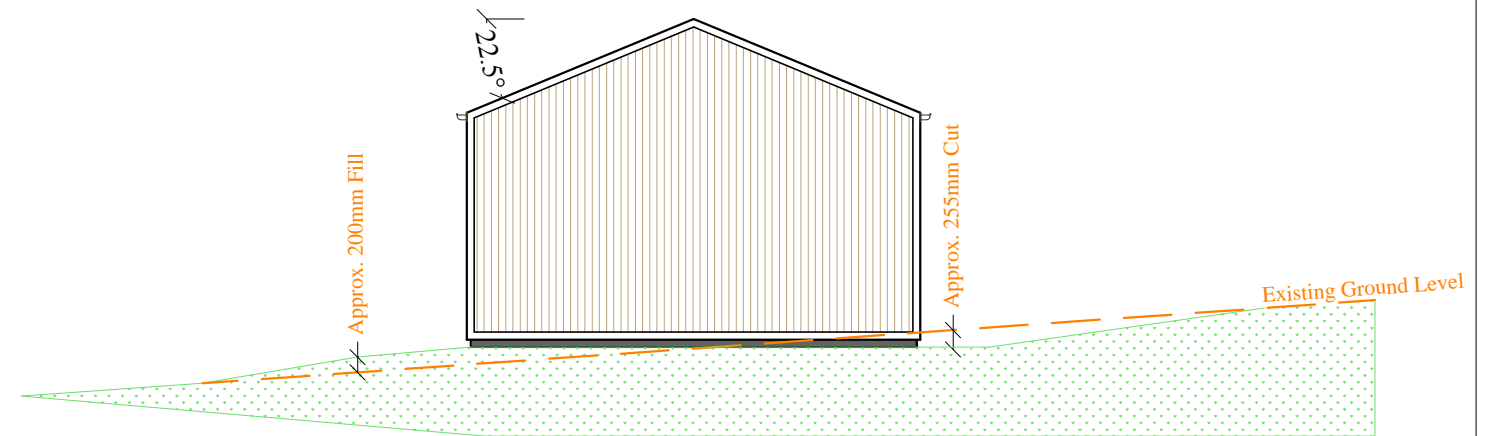 22.5°
Approx. 200mm Fill
Approx. 255mm Cut
Existing Ground Level